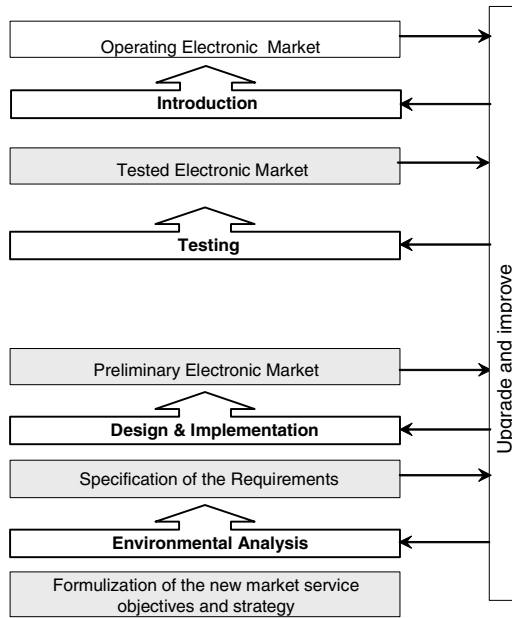 Operating Electronic Market
Introduction
Tested Electronic Market
Testing
Preliminary Electronic Market
Design & Implementation
Specification of the Requirements
Environmental Analysis
Formulization of the new market service
objectives and strategy
Upgrade and improve